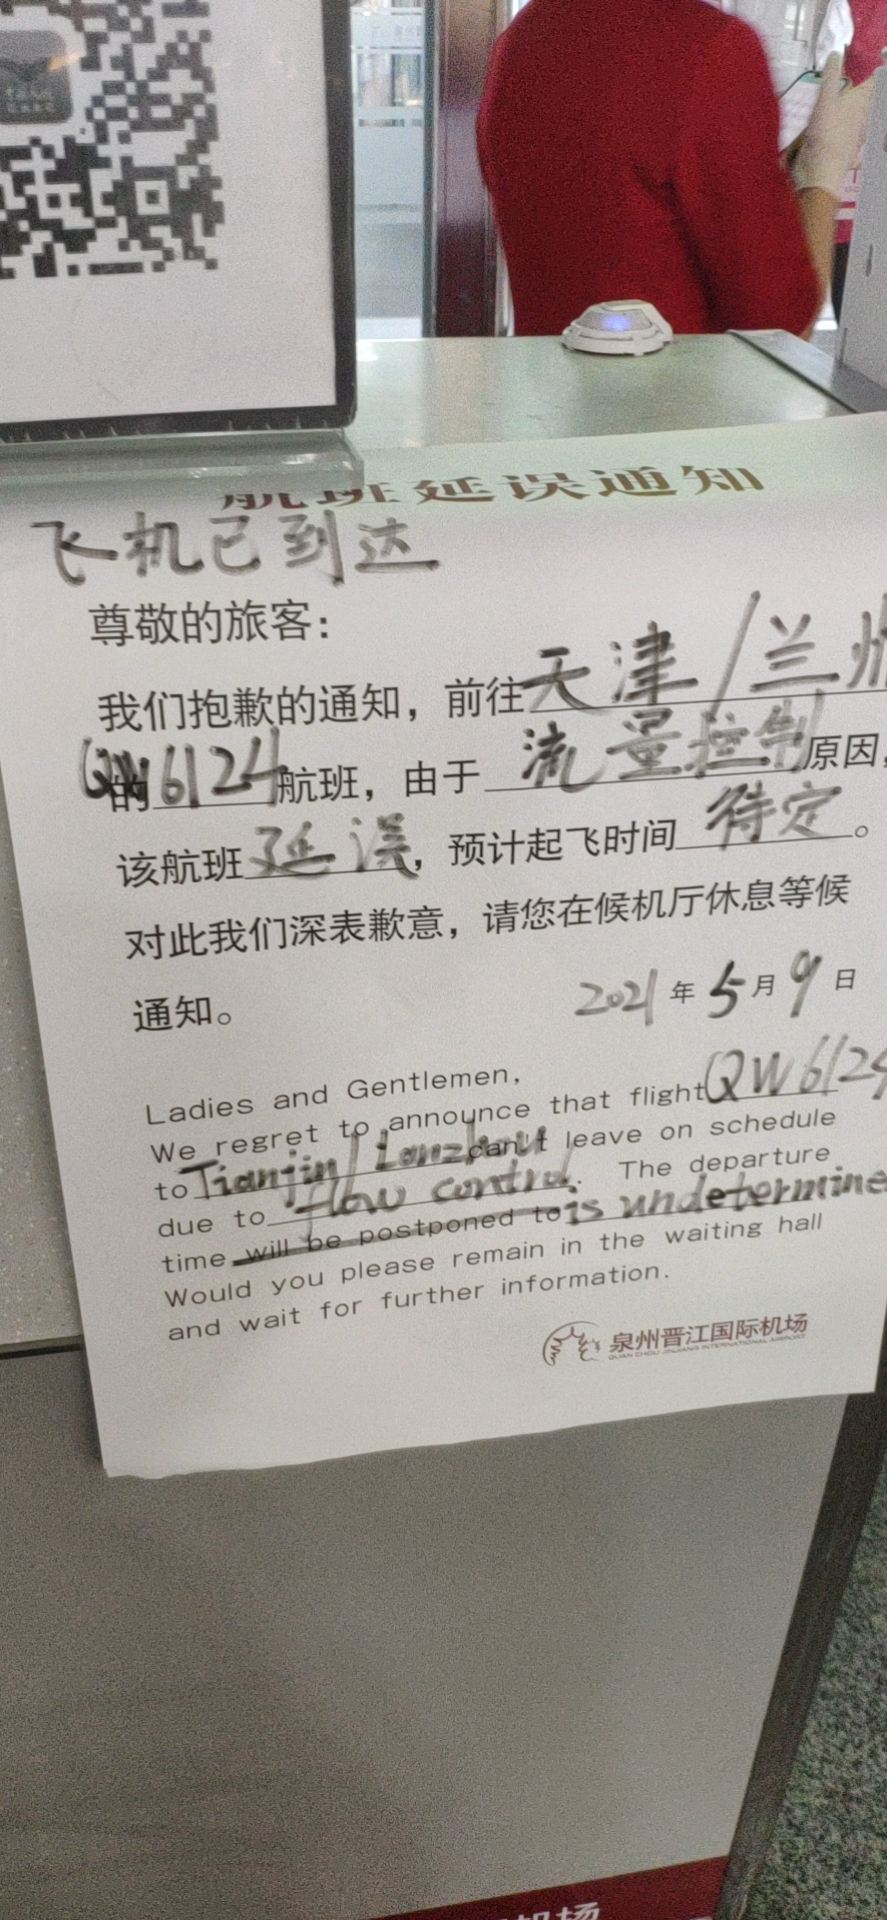 航班延误通知
飞机已到达
尊敬的旅客：
我们抱歉的通知，前往天津/兰州
的QW6124航班，由于流量控制原因，
该航班延误，预计起飞时间待定。
对此我们深表歉意，请您在候机厅休息等候
通知。
2021年5月9日
Ladies and Gentlemen,
We regret to announce that flight QW6124
to Tianjin/Lanzhou can't leave on schedule
due to flow control. The departure
time will be postponed to is undetermine
Would you please remain in the waiting hall
and wait for further information.
泉州晋江国际机场
QUAN ZHOU JINJIANG INTERNATIONAL AIRPORT
机场